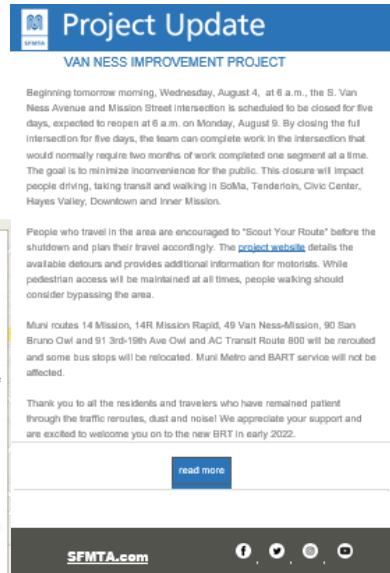 SFMTA
Project Update
VAN NESS IMPROVEMENT PROJECT
Beginning tomorrow morning, Wednesday, August 4, at 6 a.m., the S. Van
Ness Avenue and Mission Street intersection is scheduled to be closed for five
days, expected to reopen at 6 a.m. on Monday, August 9. By closing the full
intersection for five days, the team can complete work in the intersection that
would normally require two months of work completed one segment at a time.
The goal is to minimize inconvenience for the public. This closure will impact
people driving, taking transit and walking in SoMa, Tenderloin, Civic Center,
Hayes Valley, Downtown and Inner Mission.
People who travel in the area are encouraged to "Scout Your Route" before the
shutdown and plan their travel accordingly. The project website details the
available detours and provides additional information for motorists. While
pedestrian access will be maintained at all times, people walking should
consider bypassing the area.
Muni routes 14 Mission, 14R Mission Rapid, 49 Van Ness-Mission, 90 San
Bruno Owl and 91 3rd-19th Ave Owl and AC Transit Route 800 will be rerouted
and some bus stops will be relocated. Muni Metro and BART service will not be
affected.
Thank you to all the residents and travelers who have remained patient
through the traffic reroutes, dust and noise! We appreciate your support and
are excited to welcome you on to the new BRT in early 2022.
read more
SFMTA.com , , ,